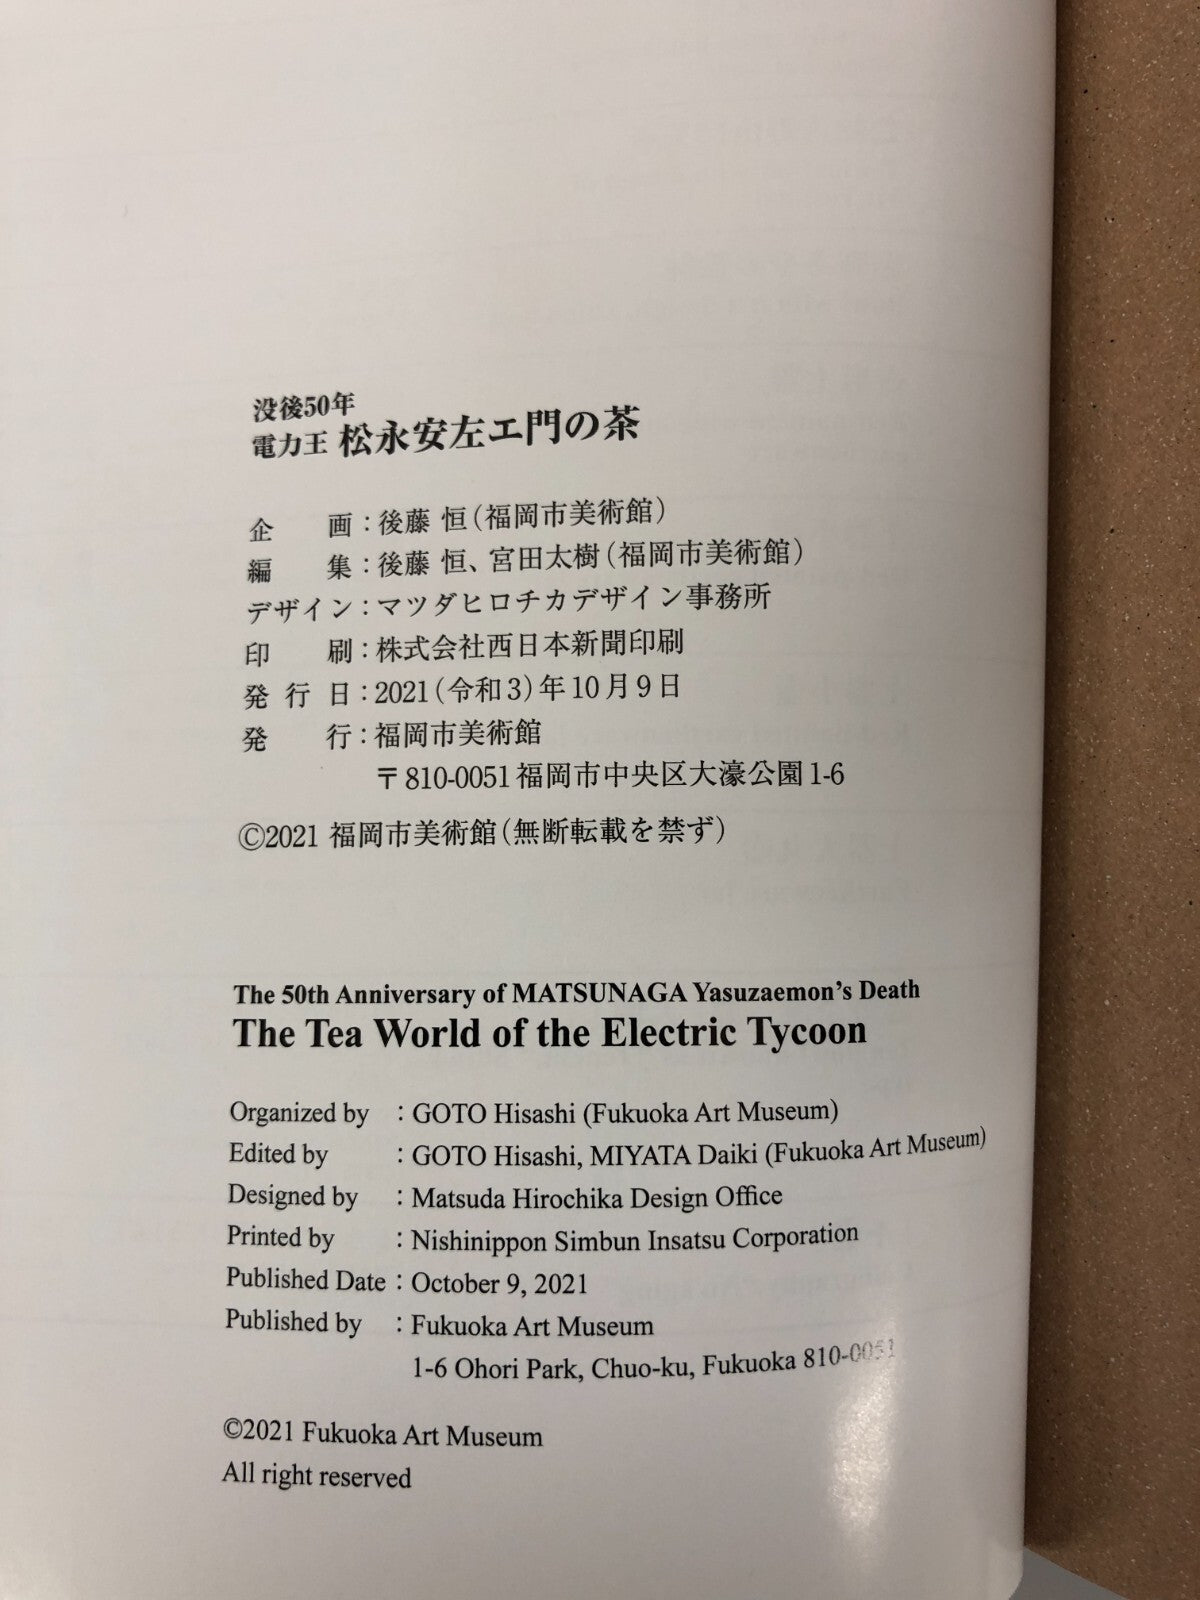 没後50年
電力王 松永安左エ門の茶
企　　画：後藤 恒（福岡市美術館）
編　　集：後藤 恒、宮田太樹（福岡市美術館）
デザイン：マツダヒロチカデザイン事務所
印　　刷：株式会社西日本新聞印刷
発 行 日：2021（令和3）年10月9日
発　　行：福岡市美術館
〒810-0051 福岡市中央区大濠公園1-6
©2021 福岡市美術館（無断転載を禁ず）
The 50th Anniversary of MATSUNAGA Yasuzaemon's Death
The Tea World of the Electric Tycoon
Organized by : GOTO Hisashi (Fukuoka Art Museum)
Edited by : GOTO Hisashi, MIYATA Daiki (Fukuoka Art Museum)
Designed by : Matsuda Hirochika Design Office
Printed by : Nishinippon Simbun Insatsu Corporation
Published Date : October 9, 2021
Published by : Fukuoka Art Museum
1-6 Ohori Park, Chuo-ku, Fukuoka 810-0051
©2021 Fukuoka Art Museum
All right reserved